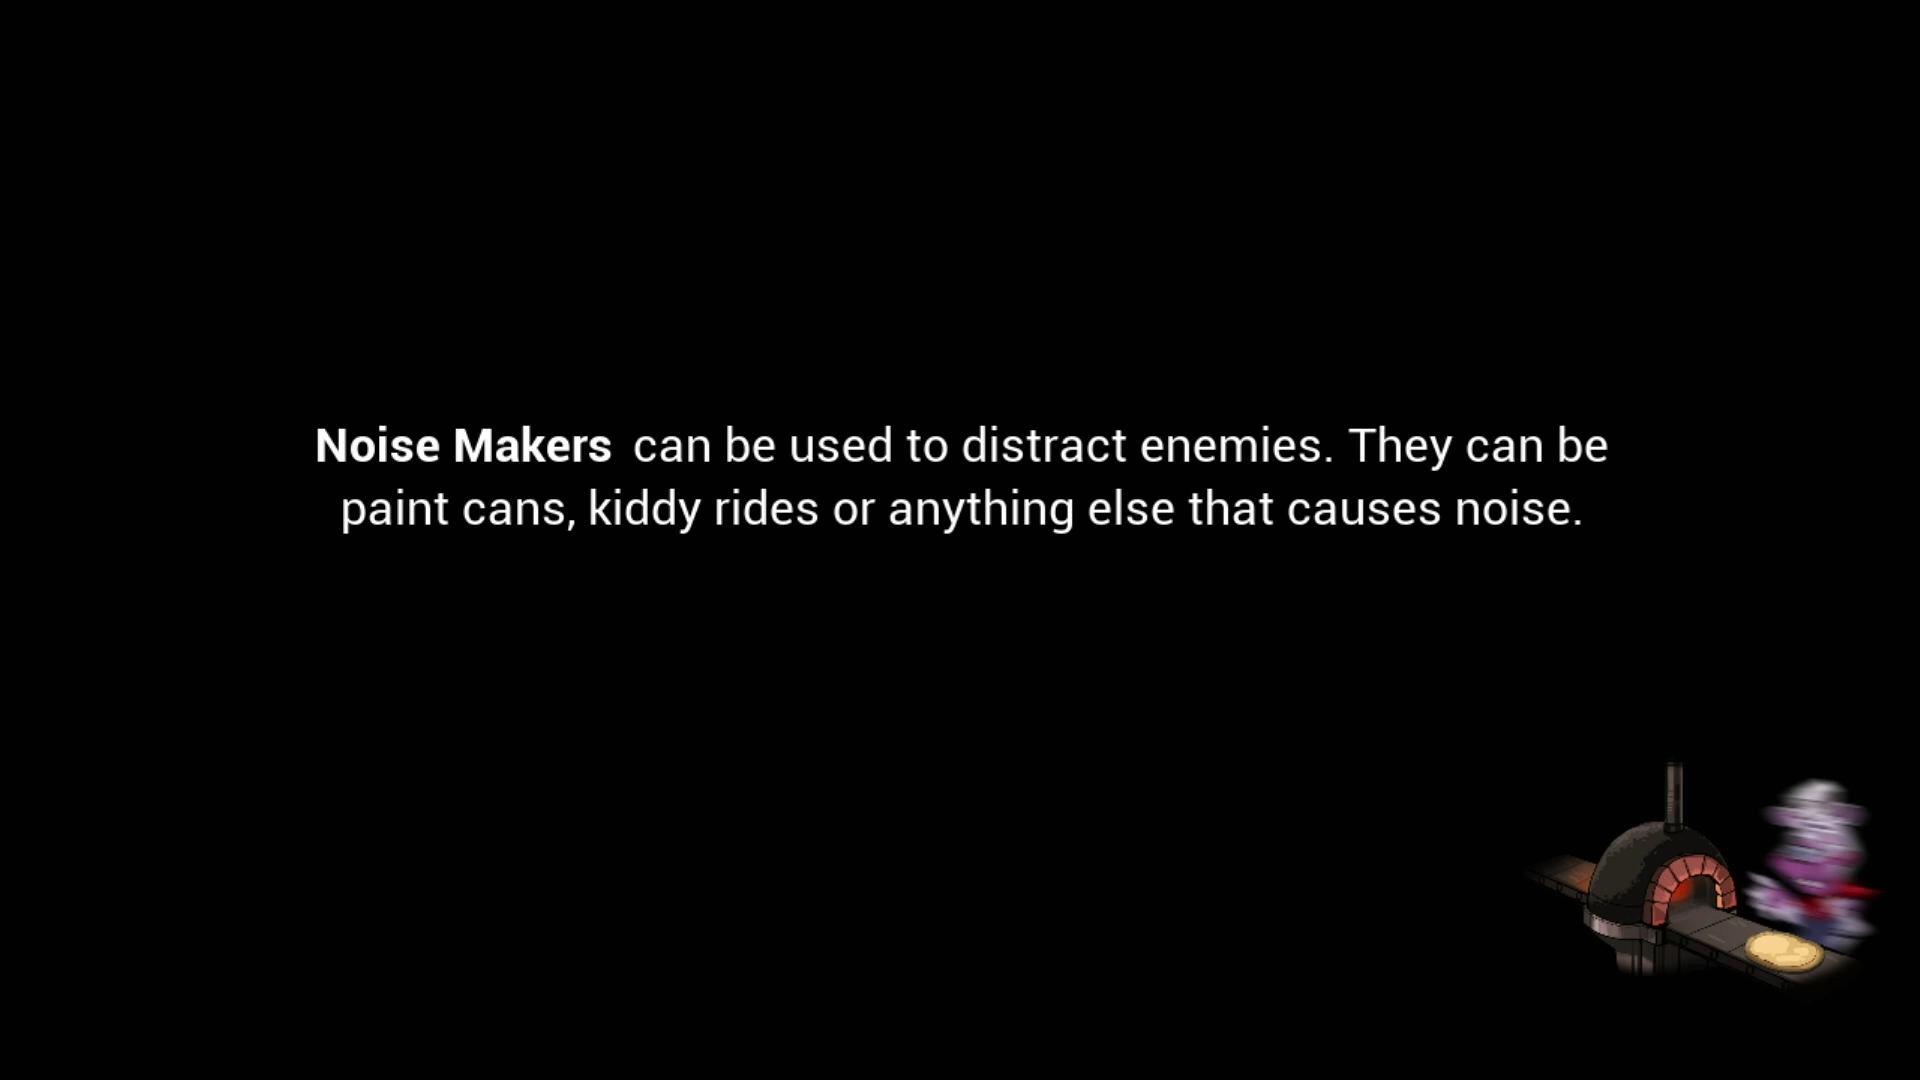 Noise Makers can be used to distract enemies. They can be
paint cans, kiddy rides or anything else that causes noise.